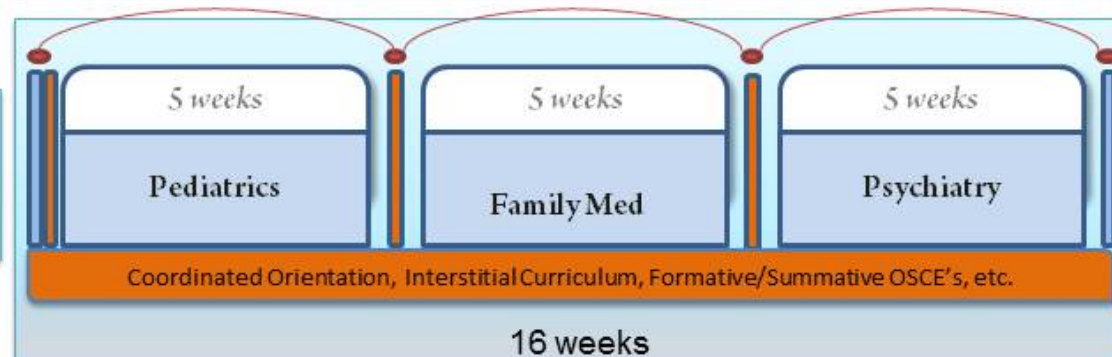 5 weeks
5 weeks
5 weeks
Pediatrics
Family Med
Psychiatry
Coordinated Orientation, Interstitial Curriculum, Formative/Summative OSCE's, etc.
16 weeks